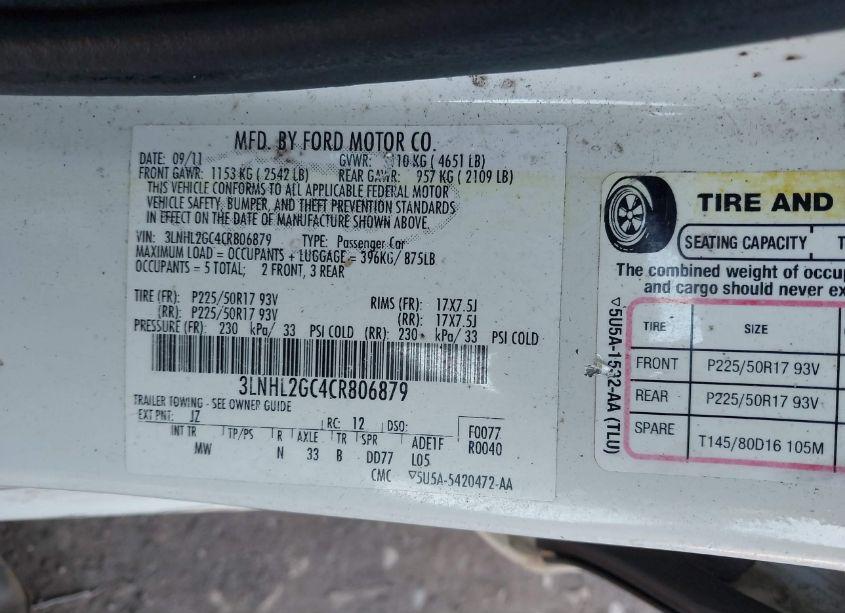 MFD. BY FORD MOTOR CO.
DATE: 09/11 GVWR: 110 KG ( 4651 LB)
FRONT GAWR: 1153 KG ( 2542 LB) REAR GAWR: 957 KG ( 2109 LB)
THIS VEHICLE CONFORMS TO ALL APPLICABLE FEDERAL MOTOR
VEHICLE SAFETY, BUMPER, AND THEFT PREVENTION STANDARDS
IN EFFECT ON THE DATE OF MANUFACTURE SHOWN ABOVE.
VIN: 3LNHL2GC4CR806879 TYPE: Passenger Car
MAXIMUM LOAD = OCCUPANTS + LUGGAGE = 396KG/ 875LB
OCCUPANTS = 5 TOTAL; 2 FRONT, 3 REAR
TIRE (FR): P225/50R17 93V RIMS (FR): 17X7.5J
(RR): P225/50R17 93V (RR): 17X7.5J
PRESSURE (FR): 230 kPa/ 33 PSI COLD (RR): 230 kPa/ 33 PSI COLD
3LNHL2GC4CR806879
TRAILER TOWING - SEE OWNER GUIDE
EXT PNT: JZ RC: 12 DSO: F0077
INT TR TP/PS R AXLE TR SPR ADE1F R0040
MW N 33 B DD77 L05
CMC ▽5U5A-5420472-AA
TIRE AND
SEATING CAPACITY T
The combined weight of occup
and cargo should never ex
TIRE SIZE
FRONT P225/50R17 93V
REAR P225/50R17 93V
SPARE T145/80D16 105M